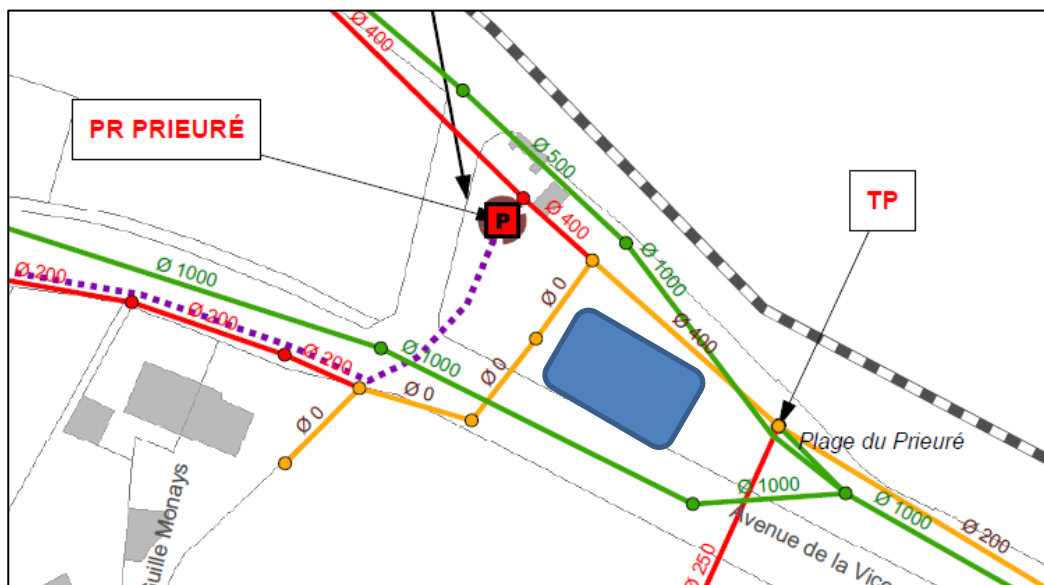 Ø 400
PR PRIEURÉ
Ø 500
TP
Ø 400
Ø 1000
Ø 200
Ø 1000
Ø 0
Ø 200
Ø 400
Ø 200
Ø 1000
Ø 0
Ø 0
Ø 0
P
Plage du Prieuré
Ø 1000
Ø 1000
Ø 200
Avenue de la Vico
Ø 250
uille Monays